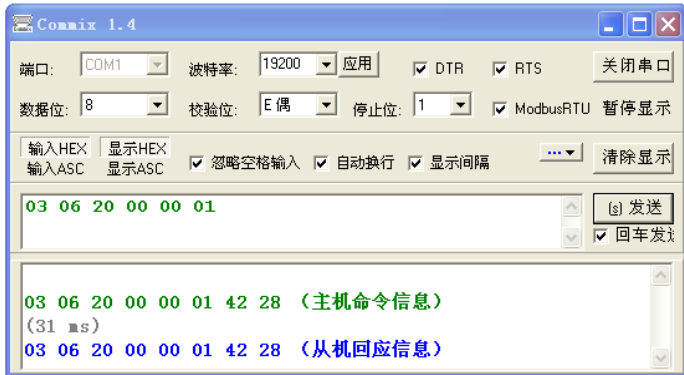 Commix 1.4
端口: COM1 波特率: 19200 应用 DTR RTS 关闭串口
数据位: 8 校验位: E偶 停止位: 1 ModbusRTU 暂停显示
输入HEX 显示HEX
输入ASC 显示ASC 忽略空格输入 自动换行 显示间隔 ... 清除显示
03 06 20 00 00 01 (s) 发送
回车发送
03 06 20 00 00 01 42 28 （主机命令信息）
(31 ms)
03 06 20 00 00 01 42 28 （从机回应信息）